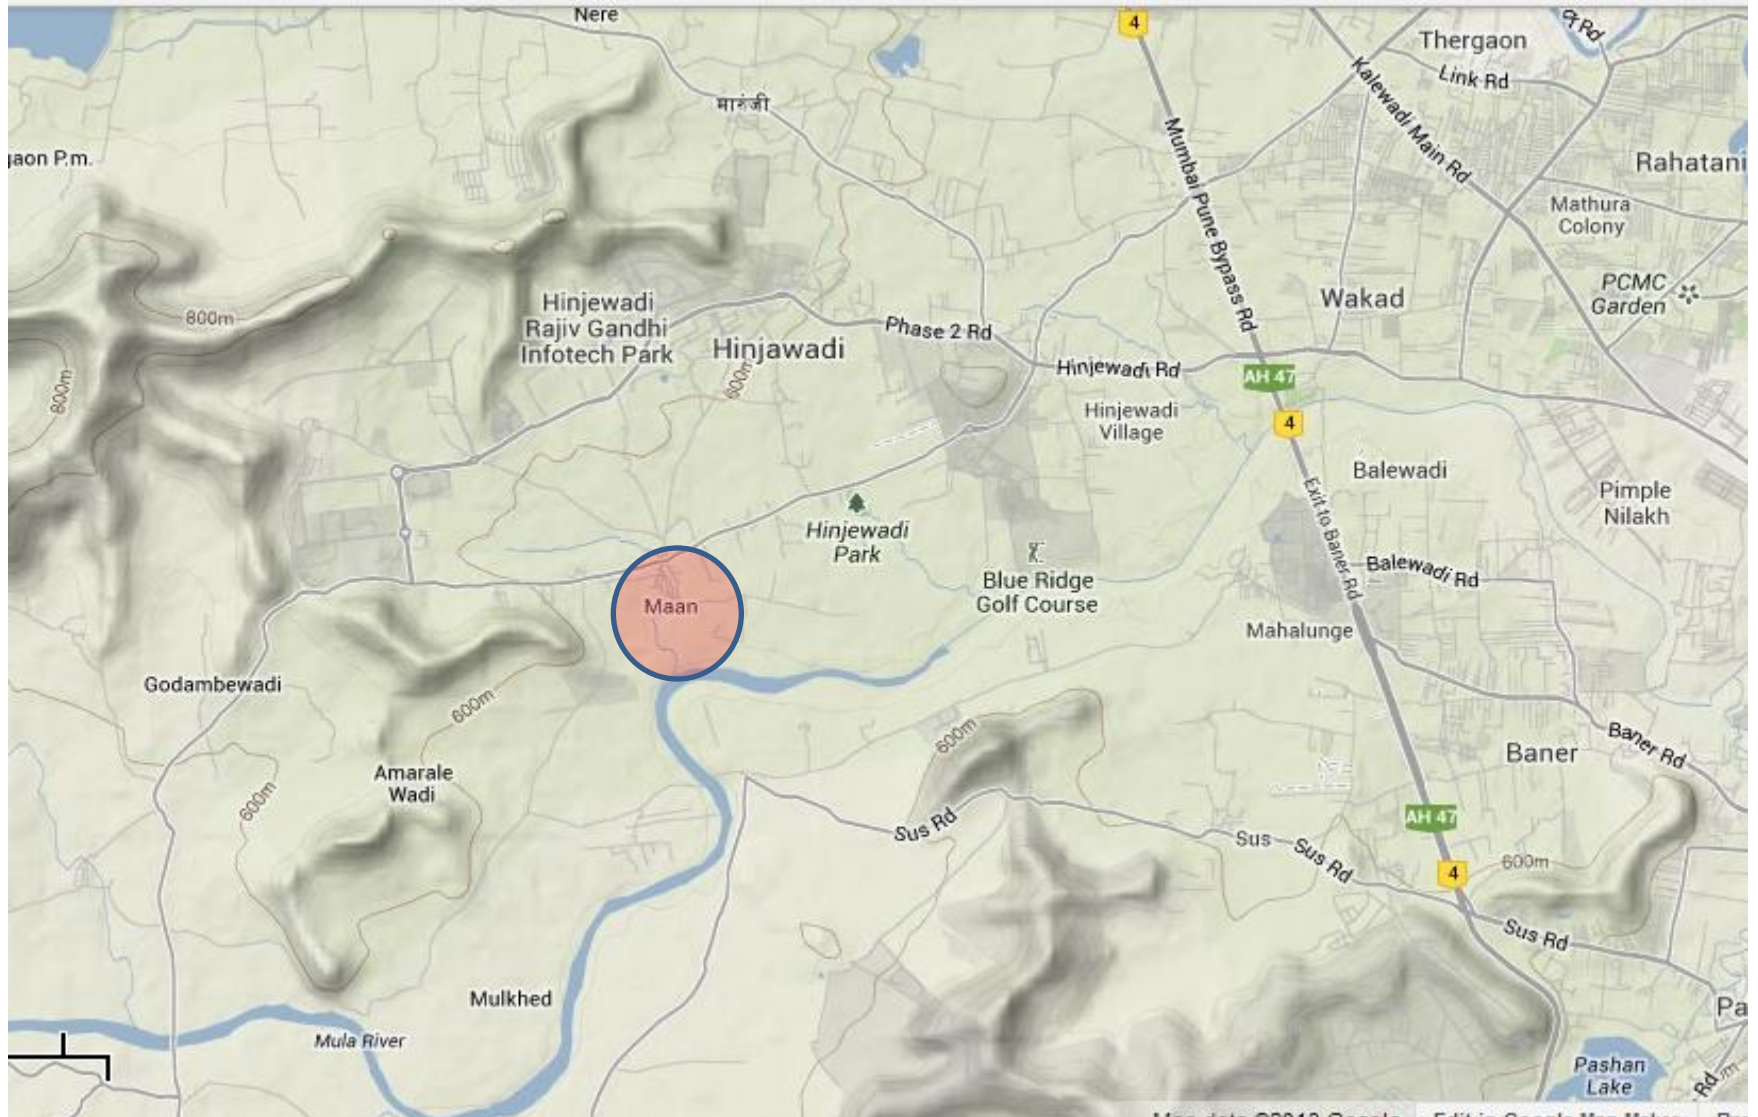 Nere
4
Thergaon
Link Rd
Kalewadi Main Rd
मारुंजी
Mumbai Pune Bypass Rd
Rahatani
Mathura
Colony
PCMC
Garden
Wakad
800m
Hinjewadi
Rajiv Gandhi
Infotech Park
Hinjawadi
Phase 2 Rd
Hinjewadi Rd
AH 47
600m
800m
Hinjewadi
Village
4
Balewadi
Exit to Baner Rd
Pimple
Nilakh
Hinjewadi
Park
Blue Ridge
Golf Course
Balewadi Rd
Maan
Mahalunge
Godambewadi
600m
600m
Baner Rd
Baner
Amarale
Wadi
600m
Sus Rd
Sus
Sus Rd
AH 47
600m
4
Sus Rd
Mulkhed
Mula River
Pashan
Lake
Rd